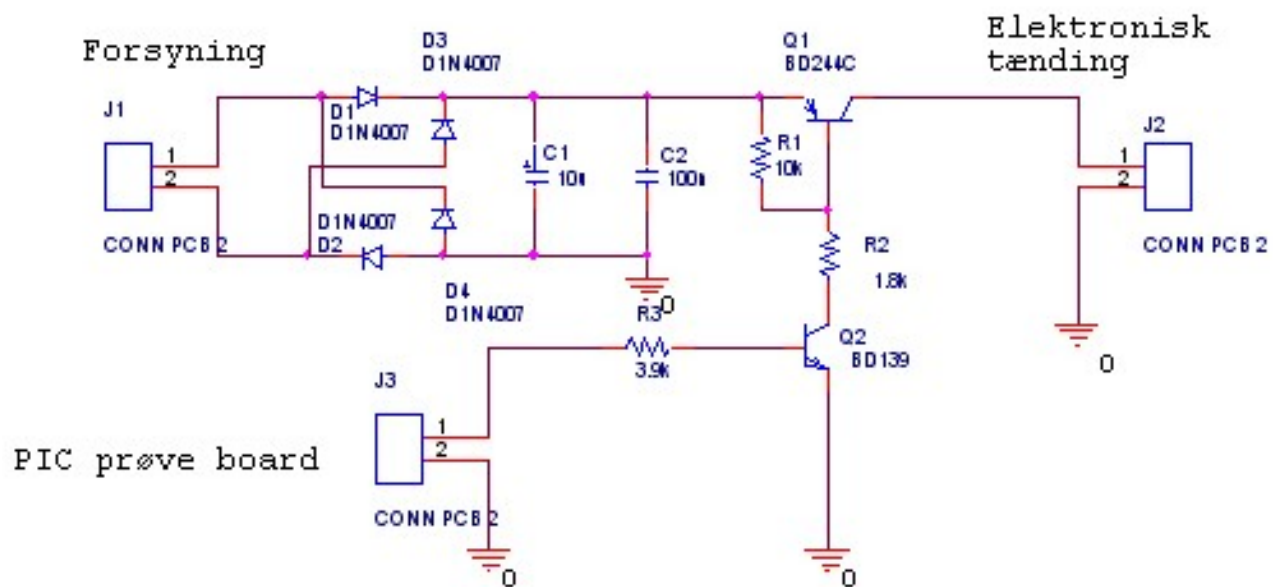 Forsyning
Elektronisk
tænding
D3
D1N4007
Q1
BD244C
J1
1
2
CONN PCB 2
D1
D1N4007
D1N4007
D2
C1
10n
C2
100n
R1
10k
J2
1
2
CONN PCB 2
R2
1.8k
0
D4
D1N4007
R3
3.9k
Q2
BD139
0
J3
1
2
PIC prøve board
CONN PCB 2
0
0